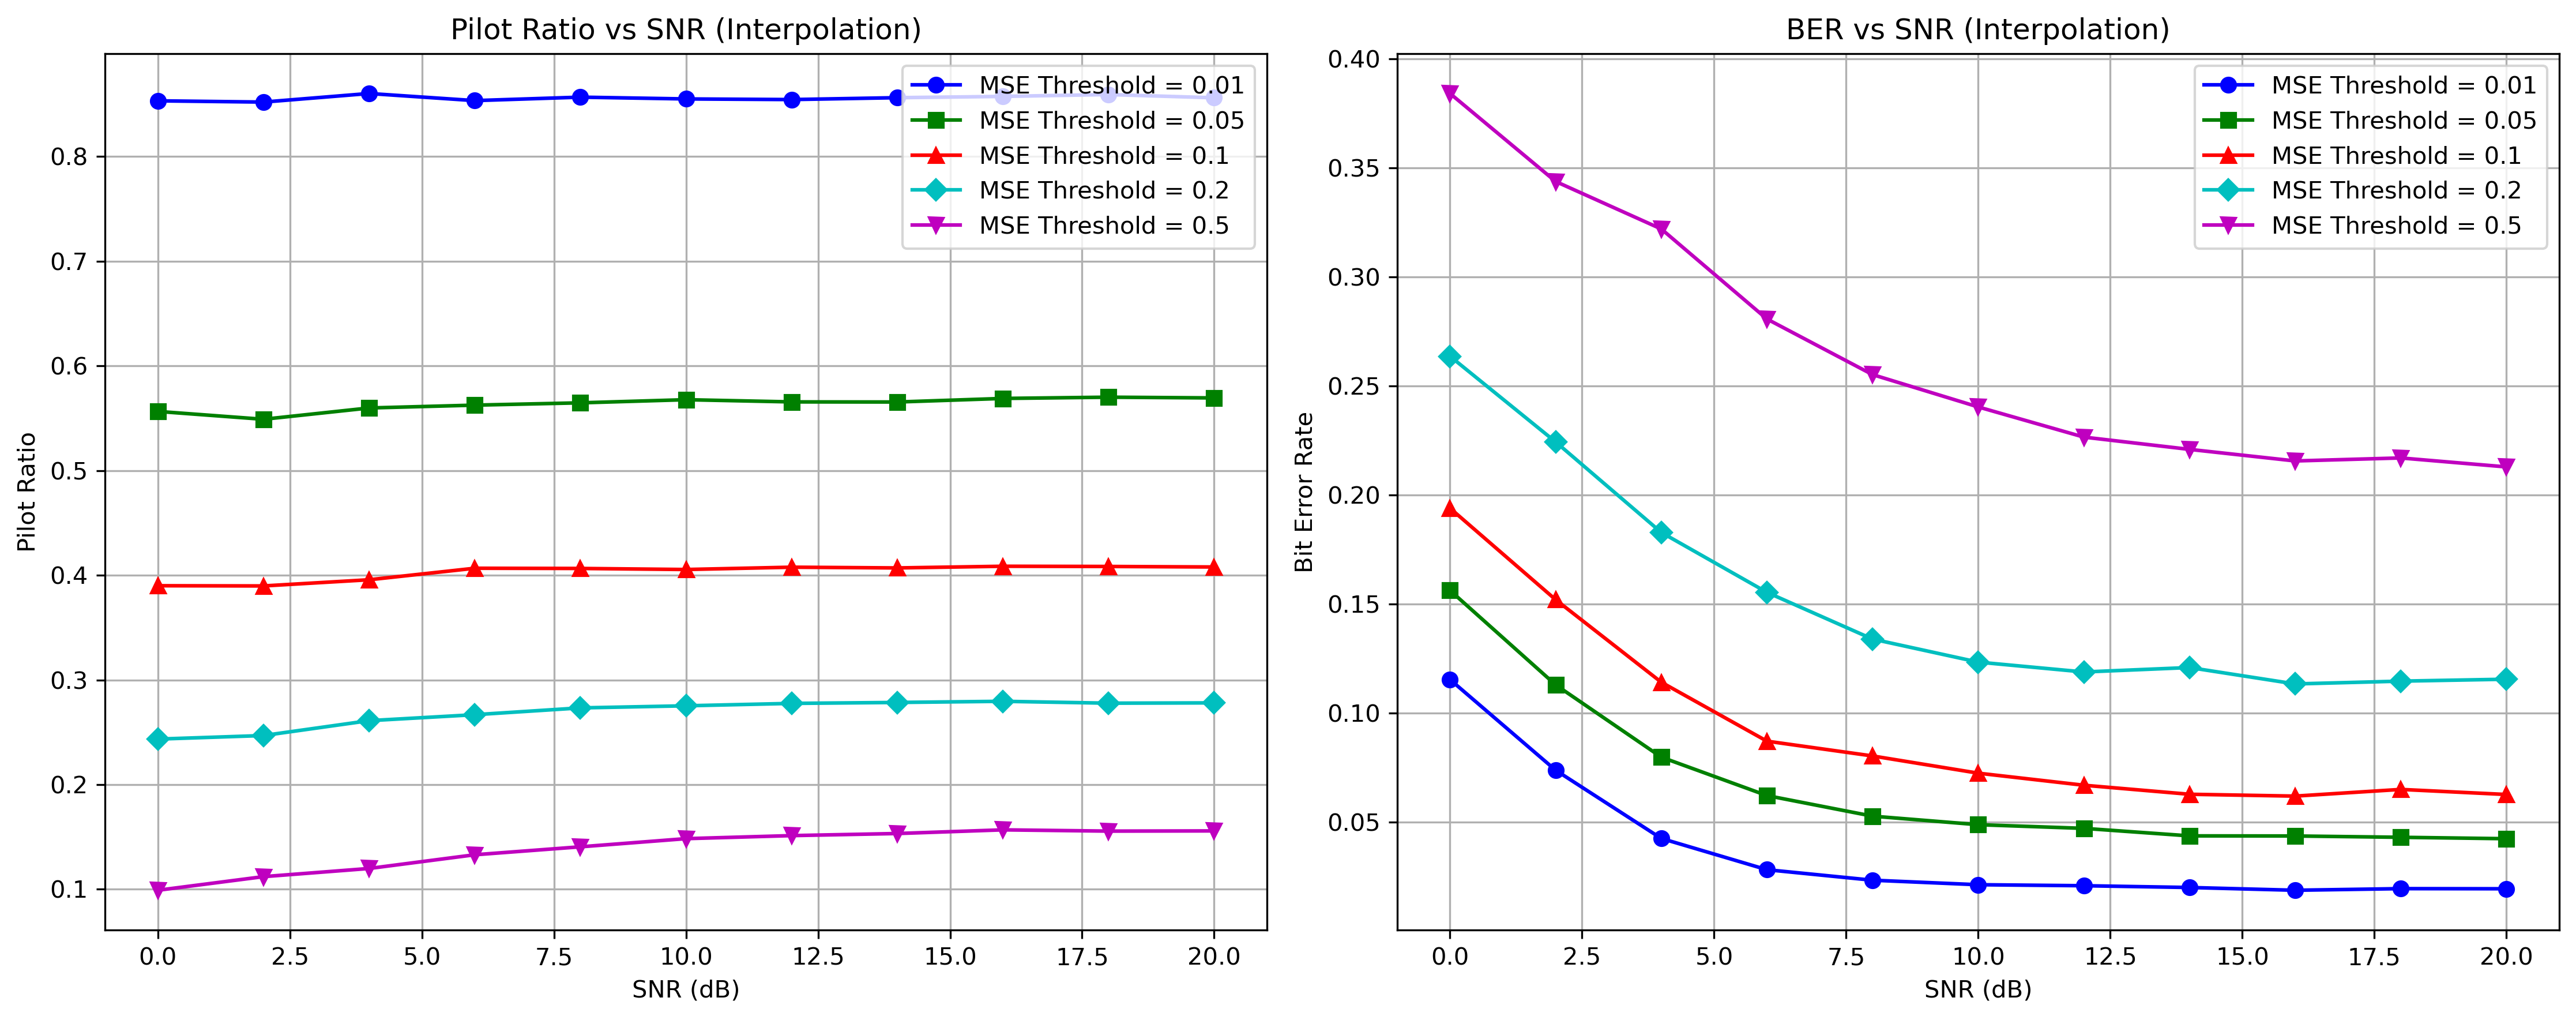 Pilot Ratio vs SNR (Interpolation)
MSE Threshold = 0.01
MSE Threshold = 0.05
MSE Threshold = 0.1
MSE Threshold = 0.2
MSE Threshold = 0.5
Pilot Ratio
0.8
0.7
0.6
0.5
0.4
0.3
0.2
0.1
0.0 2.5 5.0 7.5 10.0 12.5 15.0 17.5 20.0
SNR (dB)
BER vs SNR (Interpolation)
MSE Threshold = 0.01
MSE Threshold = 0.05
MSE Threshold = 0.1
MSE Threshold = 0.2
MSE Threshold = 0.5
Bit Error Rate
0.40
0.35
0.30
0.25
0.20
0.15
0.10
0.05
0.0 2.5 5.0 7.5 10.0 12.5 15.0 17.5 20.0
SNR (dB)